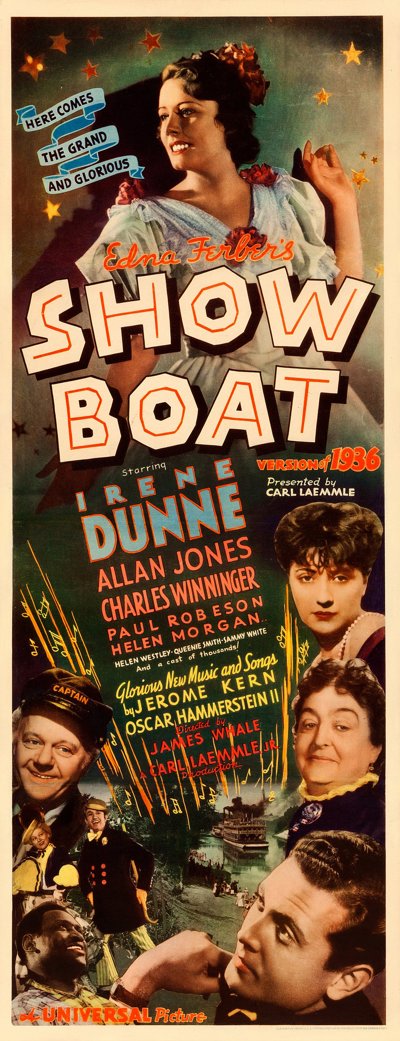 HERE COMES
THE GRAND
AND GLORIOUS
Edna Ferber's
SHOW
BOAT
VERSION of 1936
Starring
IRENE
DUNNE
Presented by
CARL LAEMMLE
ALLAN JONES
CHARLES WINNINGER
PAUL ROBESON
HELEN MORGAN..
HELEN WESTLEY·QUEENIE SMITH·SAMMY WHITE
And a cast of thousands!
Glorious New Music and Songs
by JEROME KERN
OSCAR HAMMERSTEIN II
Directed by
JAMES WHALE
A CARL LAEMMLE JR.
Production
CAPTAIN
A UNIVERSAL Picture